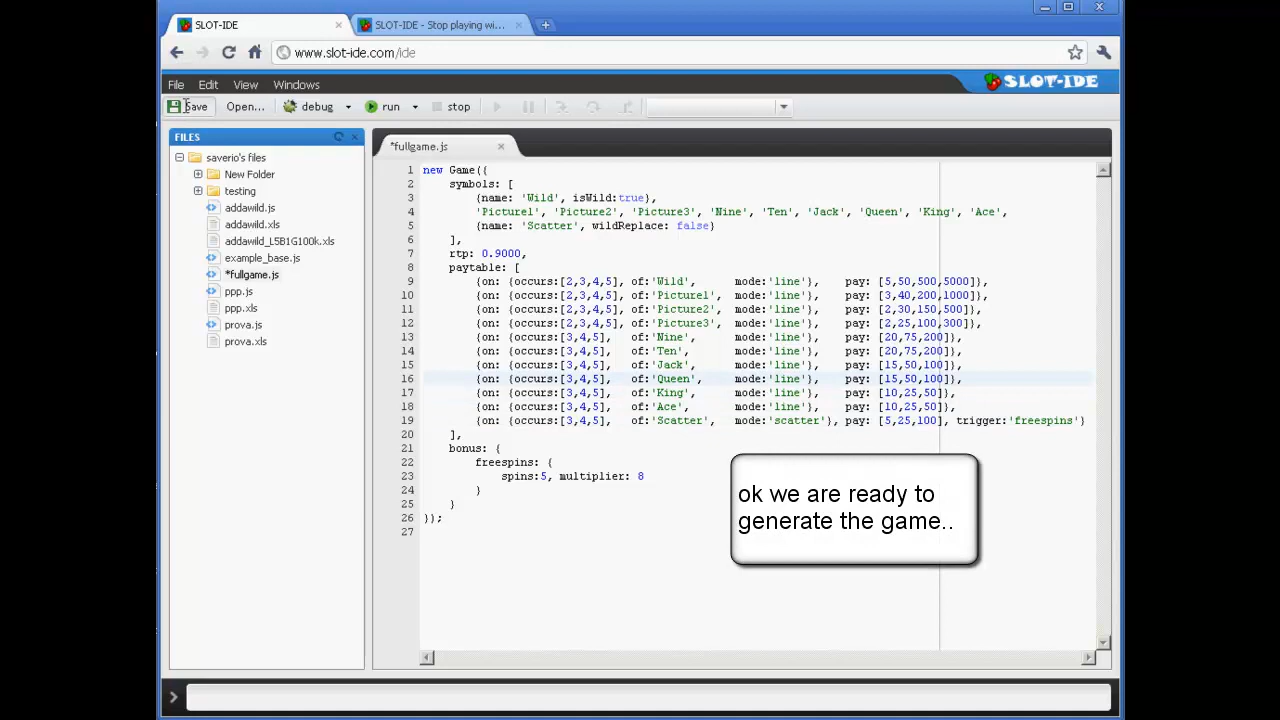 SLOT-IDE
SLOT-IDE - Stop playing wi...
www.slot-ide.com/ide
File Edit View Windows
SLOT-IDE
Save Open... debug run stop
FILES
saverio's files
New Folder
testing
addawild.js
addawild.xls
addawild_L5B1G100k.xls
example_base.js
*fullgame.js
ppp.js
ppp.xls
prova.js
prova.xls
*fullgame.js
1 new Game({
2 symbols: [
3 {name: 'Wild', isWild:true},
4 'Picture1', 'Picture2', 'Picture3', 'Nine', 'Ten', 'Jack', 'Queen', 'King', 'Ace',
5 {name: 'Scatter', wildReplace: false}
6 ],
7 rtp: 0.9000,
8 paytable: [
9 {on: {occurs:[2,3,4,5], of:'Wild', mode:'line'}, pay: [5,50,500,5000]},
10 {on: {occurs:[2,3,4,5], of:'Picture1', mode:'line'}, pay: [3,40,200,1000]},
11 {on: {occurs:[2,3,4,5], of:'Picture2', mode:'line'}, pay: [2,30,150,500]},
12 {on: {occurs:[2,3,4,5], of:'Picture3', mode:'line'}, pay: [2,25,100,300]},
13 {on: {occurs:[3,4,5], of:'Nine', mode:'line'}, pay: [20,75,200]},
14 {on: {occurs:[3,4,5], of:'Ten', mode:'line'}, pay: [20,75,200]},
15 {on: {occurs:[3,4,5], of:'Jack', mode:'line'}, pay: [15,50,100]},
16 {on: {occurs:[3,4,5], of:'Queen', mode:'line'}, pay: [15,50,100]},
17 {on: {occurs:[3,4,5], of:'King', mode:'line'}, pay: [10,25,50]},
18 {on: {occurs:[3,4,5], of:'Ace', mode:'line'}, pay: [10,25,50]},
19 {on: {occurs:[3,4,5], of:'Scatter', mode:'scatter'}, pay: [5,25,100], trigger:'freespins'}
20 ],
21 bonus: {
22 freespins: {
23 spins:5, multiplier: 8
24 }
25 }
26 });
27
ok we are ready to
generate the game..